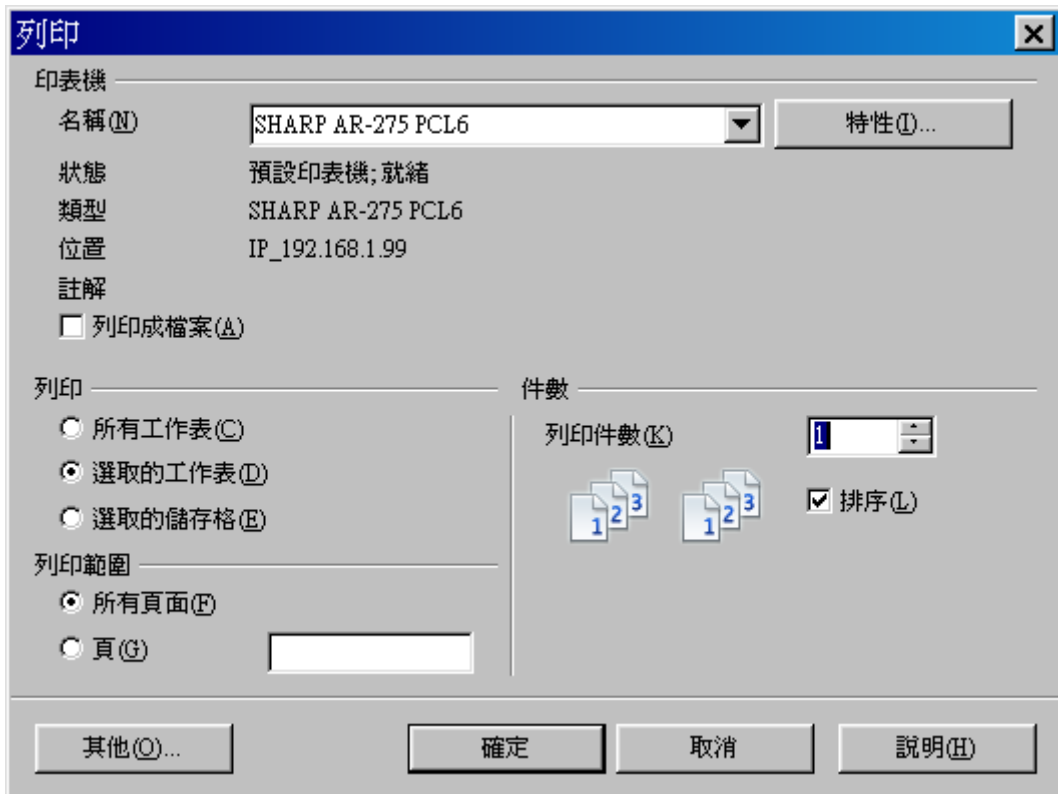 列印
印表機
名稱(N) SHARP AR-275 PCL6 特性(I)...
狀態 預設印表機; 就緒
類型 SHARP AR-275 PCL6
位置 IP_192.168.1.99
註解
列印成檔案(A)
列印
所有工作表(C)
選取的工作表(D)
選取的儲存格(E)
列印範圍
所有頁面(F)
頁(G)
件數
列印件數(K) 1
1 2 3 1 2 3 排序(L)
其他(O)... 確定 取消 說明(H)